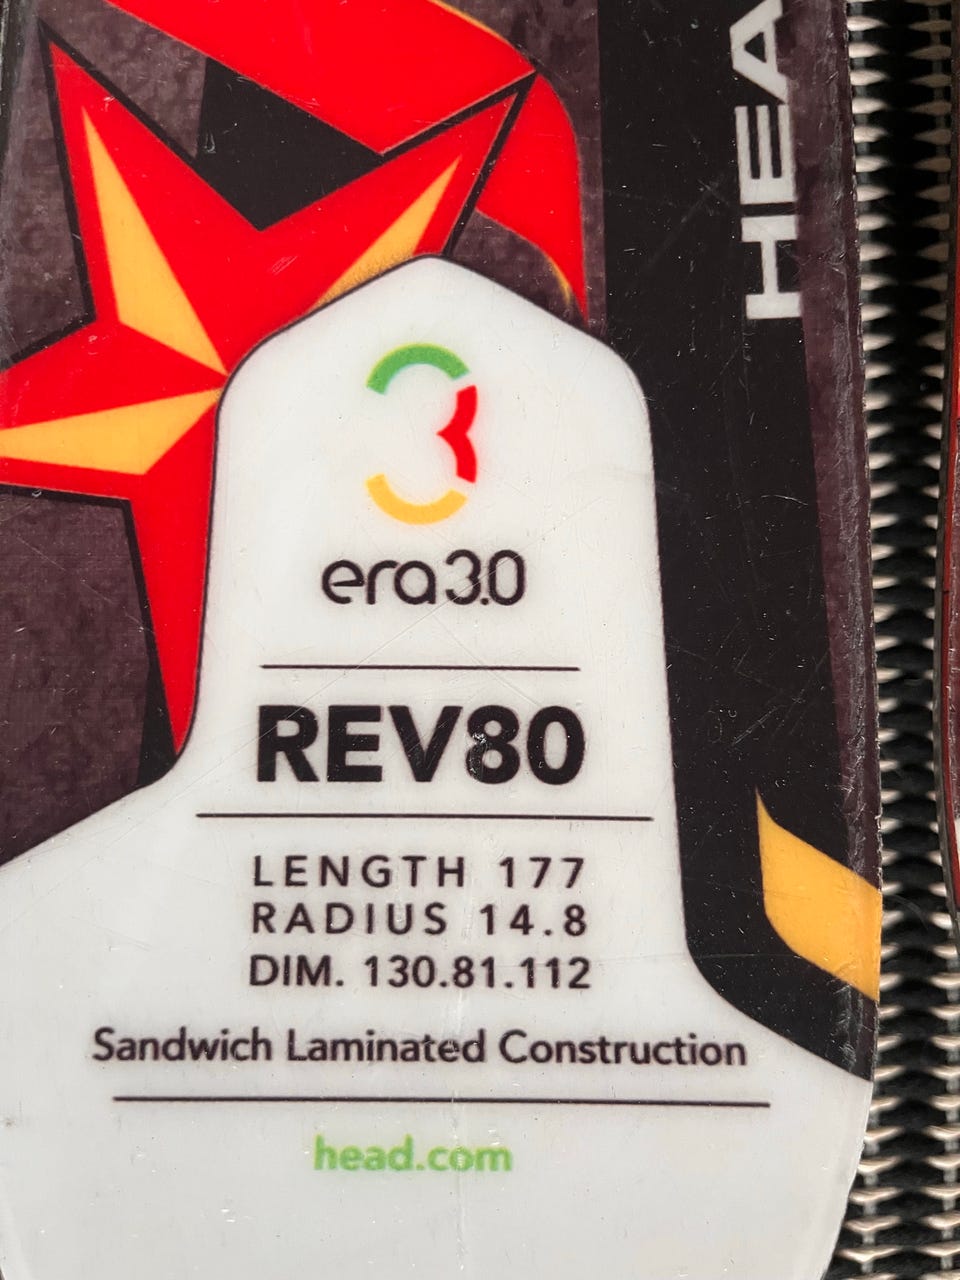 HEA
era3.0
REV80
LENGTH 177
RADIUS 14.8
DIM. 130.81.112
Sandwich Laminated Construction
head.com